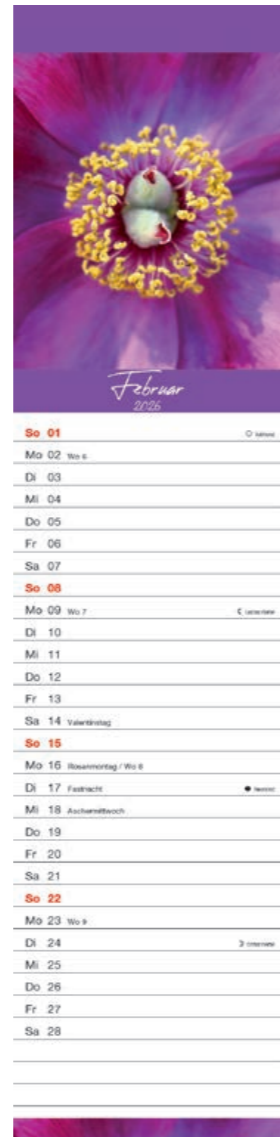 Februar
2026
So 01
Mo 02 Wo 6
Di 03
Mi 04
Do 05
Fr 06
Sa 07
So 08
Mo 09 Wo 7
Di 10
Mi 11
Do 12
Fr 13
Sa 14 Valentinstag
So 15
Mo 16 Rosenmontag / Wo 8
Di 17 Fastnacht
Mi 18 Aschermittwoch
Do 19
Fr 20
Sa 21
So 22
Mo 23 Wo 9
Di 24
Mi 25
Do 26
Fr 27
Sa 28